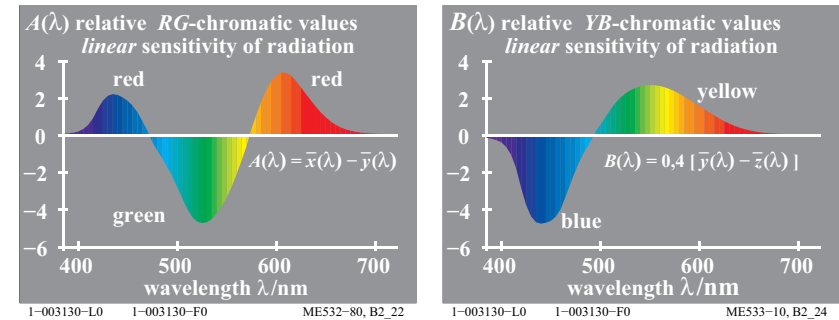 A(λ) relative RG-chromatic values
linear sensitivity of radiation
4
red
red
2
0
−2
A(λ) = x̅(λ) − y̅(λ)
−4
green
−6
400
500
600
700
wavelength λ/nm
1−003130−L0
1−003130−F0
ME532−80, B2_22
B(λ) relative YB-chromatic values
linear sensitivity of radiation
4
2
yellow
0
−2
B(λ) = 0,4 [ y̅(λ) − z̅(λ) ]
−4
blue
−6
400
500
600
700
wavelength λ/nm
1−003130−L0
1−003130−F0
ME533−10, B2_24